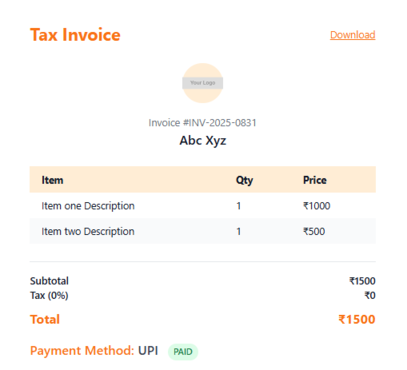 Tax Invoice Download
Your Logo
Invoice #INV-2025-0831
Abc Xyz
Item Qty Price
Item one Description 1 ₹1000
Item two Description 1 ₹500
Subtotal ₹1500
Tax (0%) ₹0
Total ₹1500
Payment Method: UPI PAID